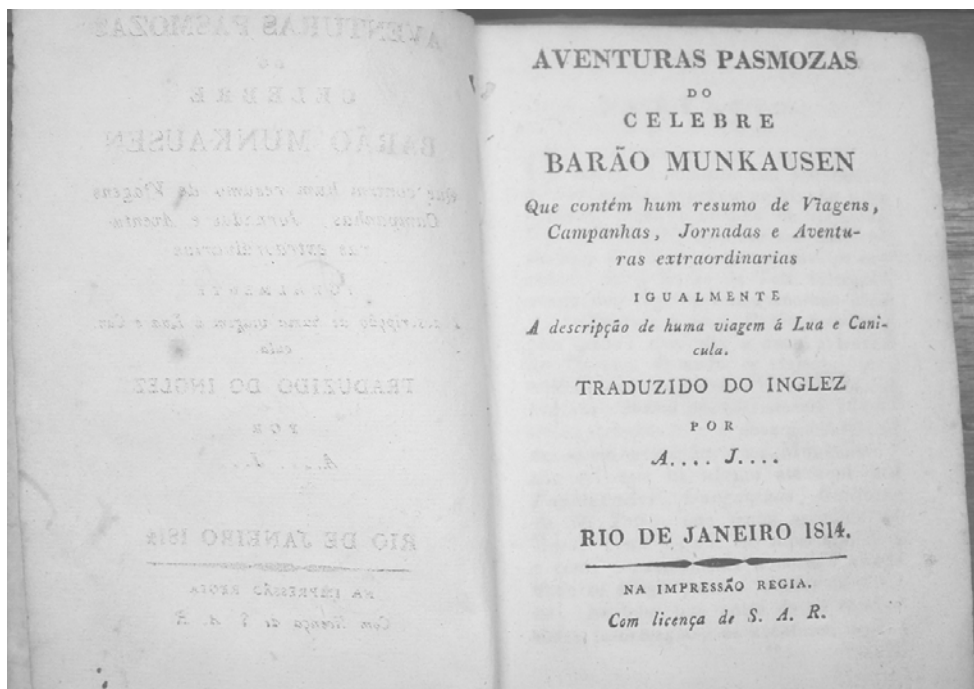 AVENTURAS PASMOZAS
DO
CELEBRE
BARÃO MUNKAUSEN
Que contém hum resumo de Viagens,
Campanhas, Jornadas e Aventu-
ras extraordinarias
IGUALMENTE
A descripção de huma viagem á Lua e Cani-
cula.
TRADUZIDO DO INGLEZ
POR
A.... J....
RIO DE JANEIRO 1814.
NA IMPRESSÃO REGIA.
Com licença de S. A. R.